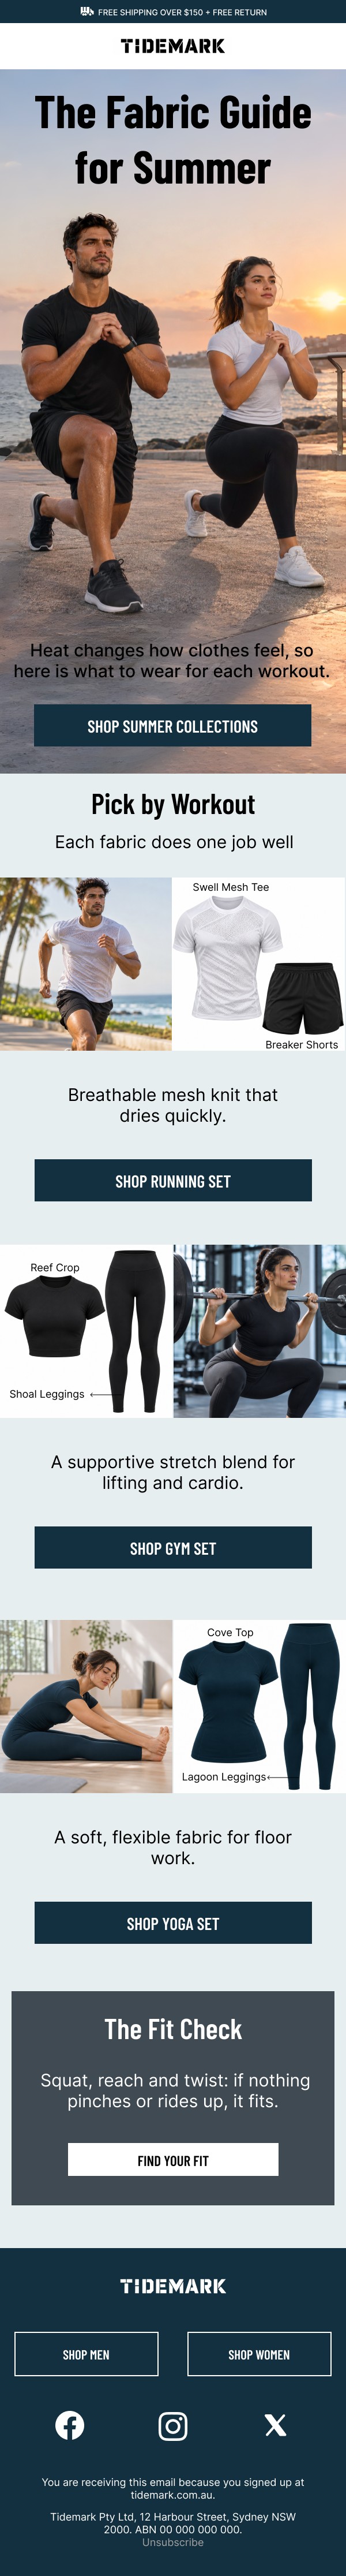 FREE SHIPPING OVER $150 + FREE RETURN
TIDEMARK
The Fabric Guide
for Summer
Heat changes how clothes feel, so
here is what to wear for each workout.
SHOP SUMMER COLLECTIONS
Pick by Workout
Each fabric does one job well
Swell Mesh Tee
Breaker Shorts
Breathable mesh knit that
dries quickly.
SHOP RUNNING SET
Reef Crop
Shoal Leggings
A supportive stretch blend for
lifting and cardio.
SHOP GYM SET
Cove Top
Lagoon Leggings
A soft, flexible fabric for floor
work.
SHOP YOGA SET
The Fit Check
Squat, reach and twist: if nothing
pinches or rides up, it fits.
FIND YOUR FIT
TIDEMARK
SHOP MEN
SHOP WOMEN
You are receiving this email because you signed up at
tidemark.com.au.
Tidemark Pty Ltd, 12 Harbour Street, Sydney NSW
2000. ABN 00 000 000 000.
Unsubscribe